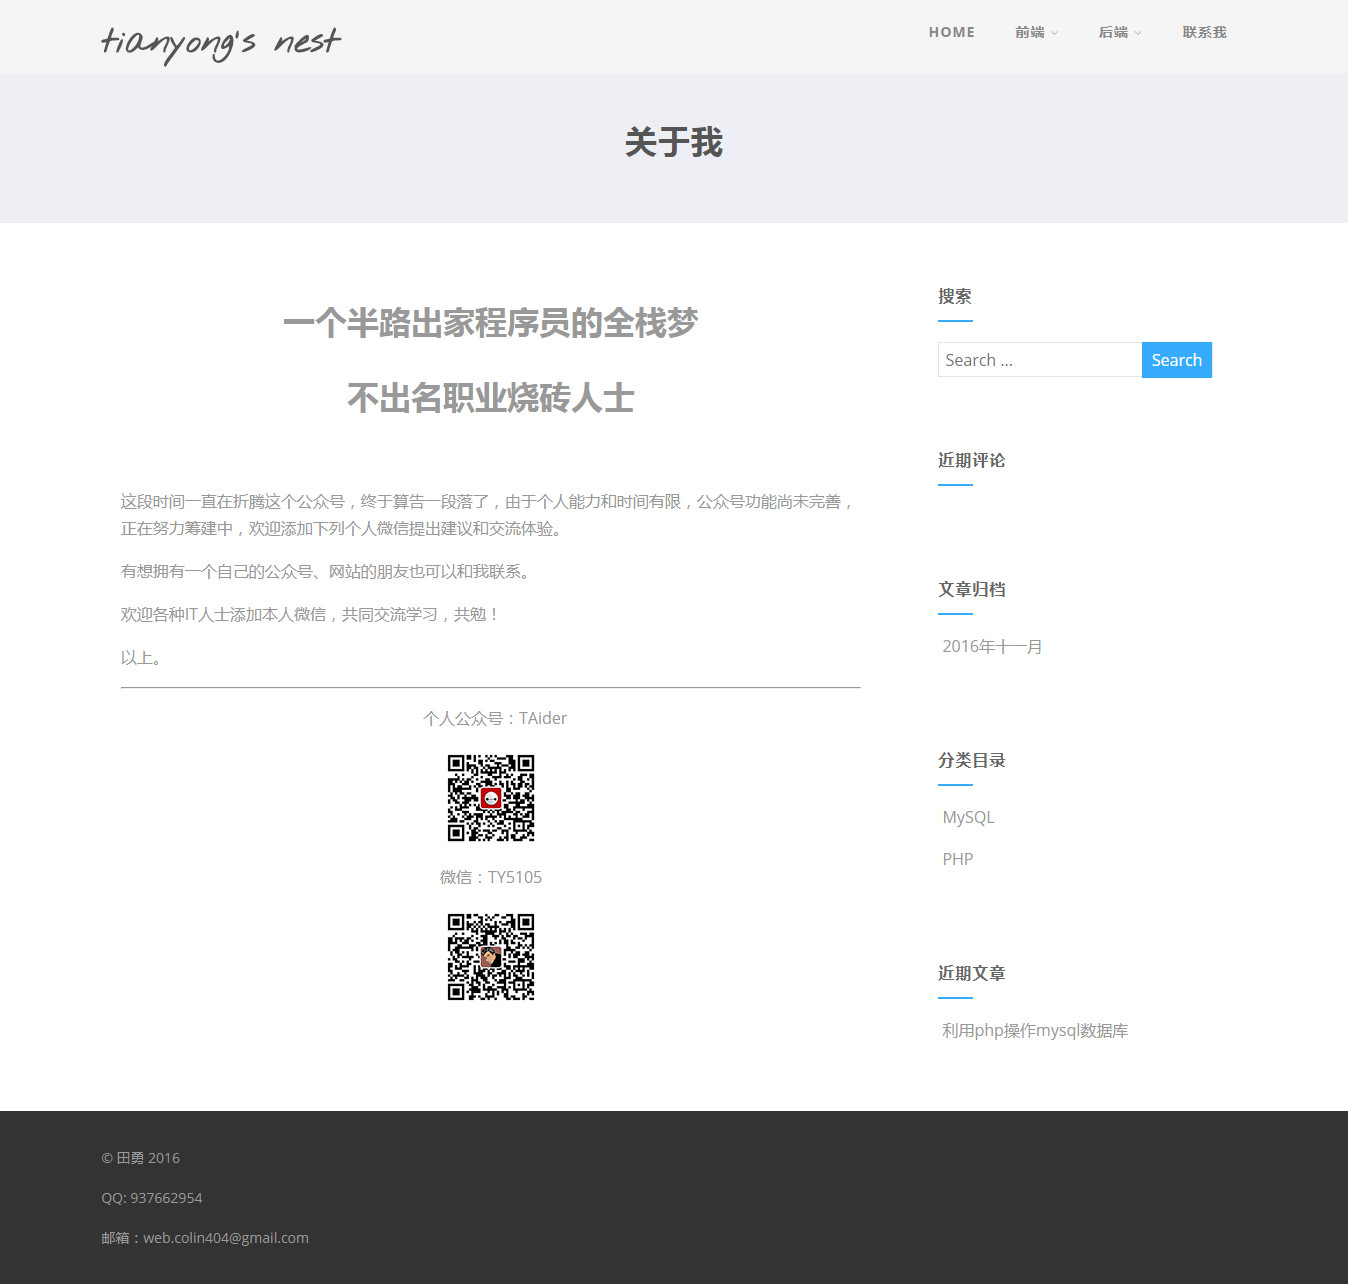 tianyong's nest
HOME 前端 后端 联系我
关于我
一个半路出家程序员的全栈梦
不出名职业烧砖人士
这段时间一直在折腾这个公众号，终于算告一段落了，由于个人能力和时间有限，公众号功能尚未完善，
正在努力筹建中，欢迎添加下列个人微信提出建议和交流体验。
有想拥有一个自己的公众号、网站的朋友也可以和我联系。
欢迎各种IT人士添加本人微信，共同交流学习，共勉！
以上。
个人公众号：TAider
微信：TY5105
搜索
Search ...
Search
近期评论
文章归档
2016年十一月
分类目录
MySQL
PHP
近期文章
利用php操作mysql数据库
© 田勇 2016
QQ: 937662954
邮箱：web.colin404@gmail.com